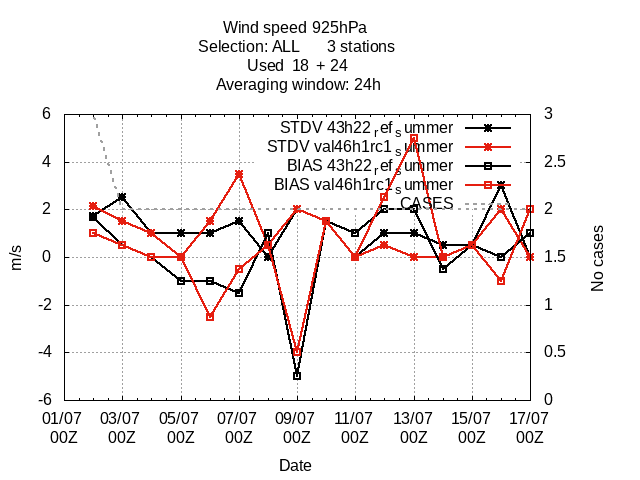 Wind speed 925hPa
Selection: ALL 3 stations
Used 18 + 24
Averaging window: 24h
STDV 43h22ref_summer
STDV val46h1rc1_summer
BIAS 43h22ref_summer
BIAS val46h1rc1_summer
CASES
6
4
2
0
-2
-4
-6
m/s
3
2.5
2
1.5
1
0.5
0
No cases
01/07 03/07 05/07 07/07 09/07 11/07 13/07 15/07 17/07
00Z 00Z 00Z 00Z 00Z 00Z 00Z 00Z 00Z
Date